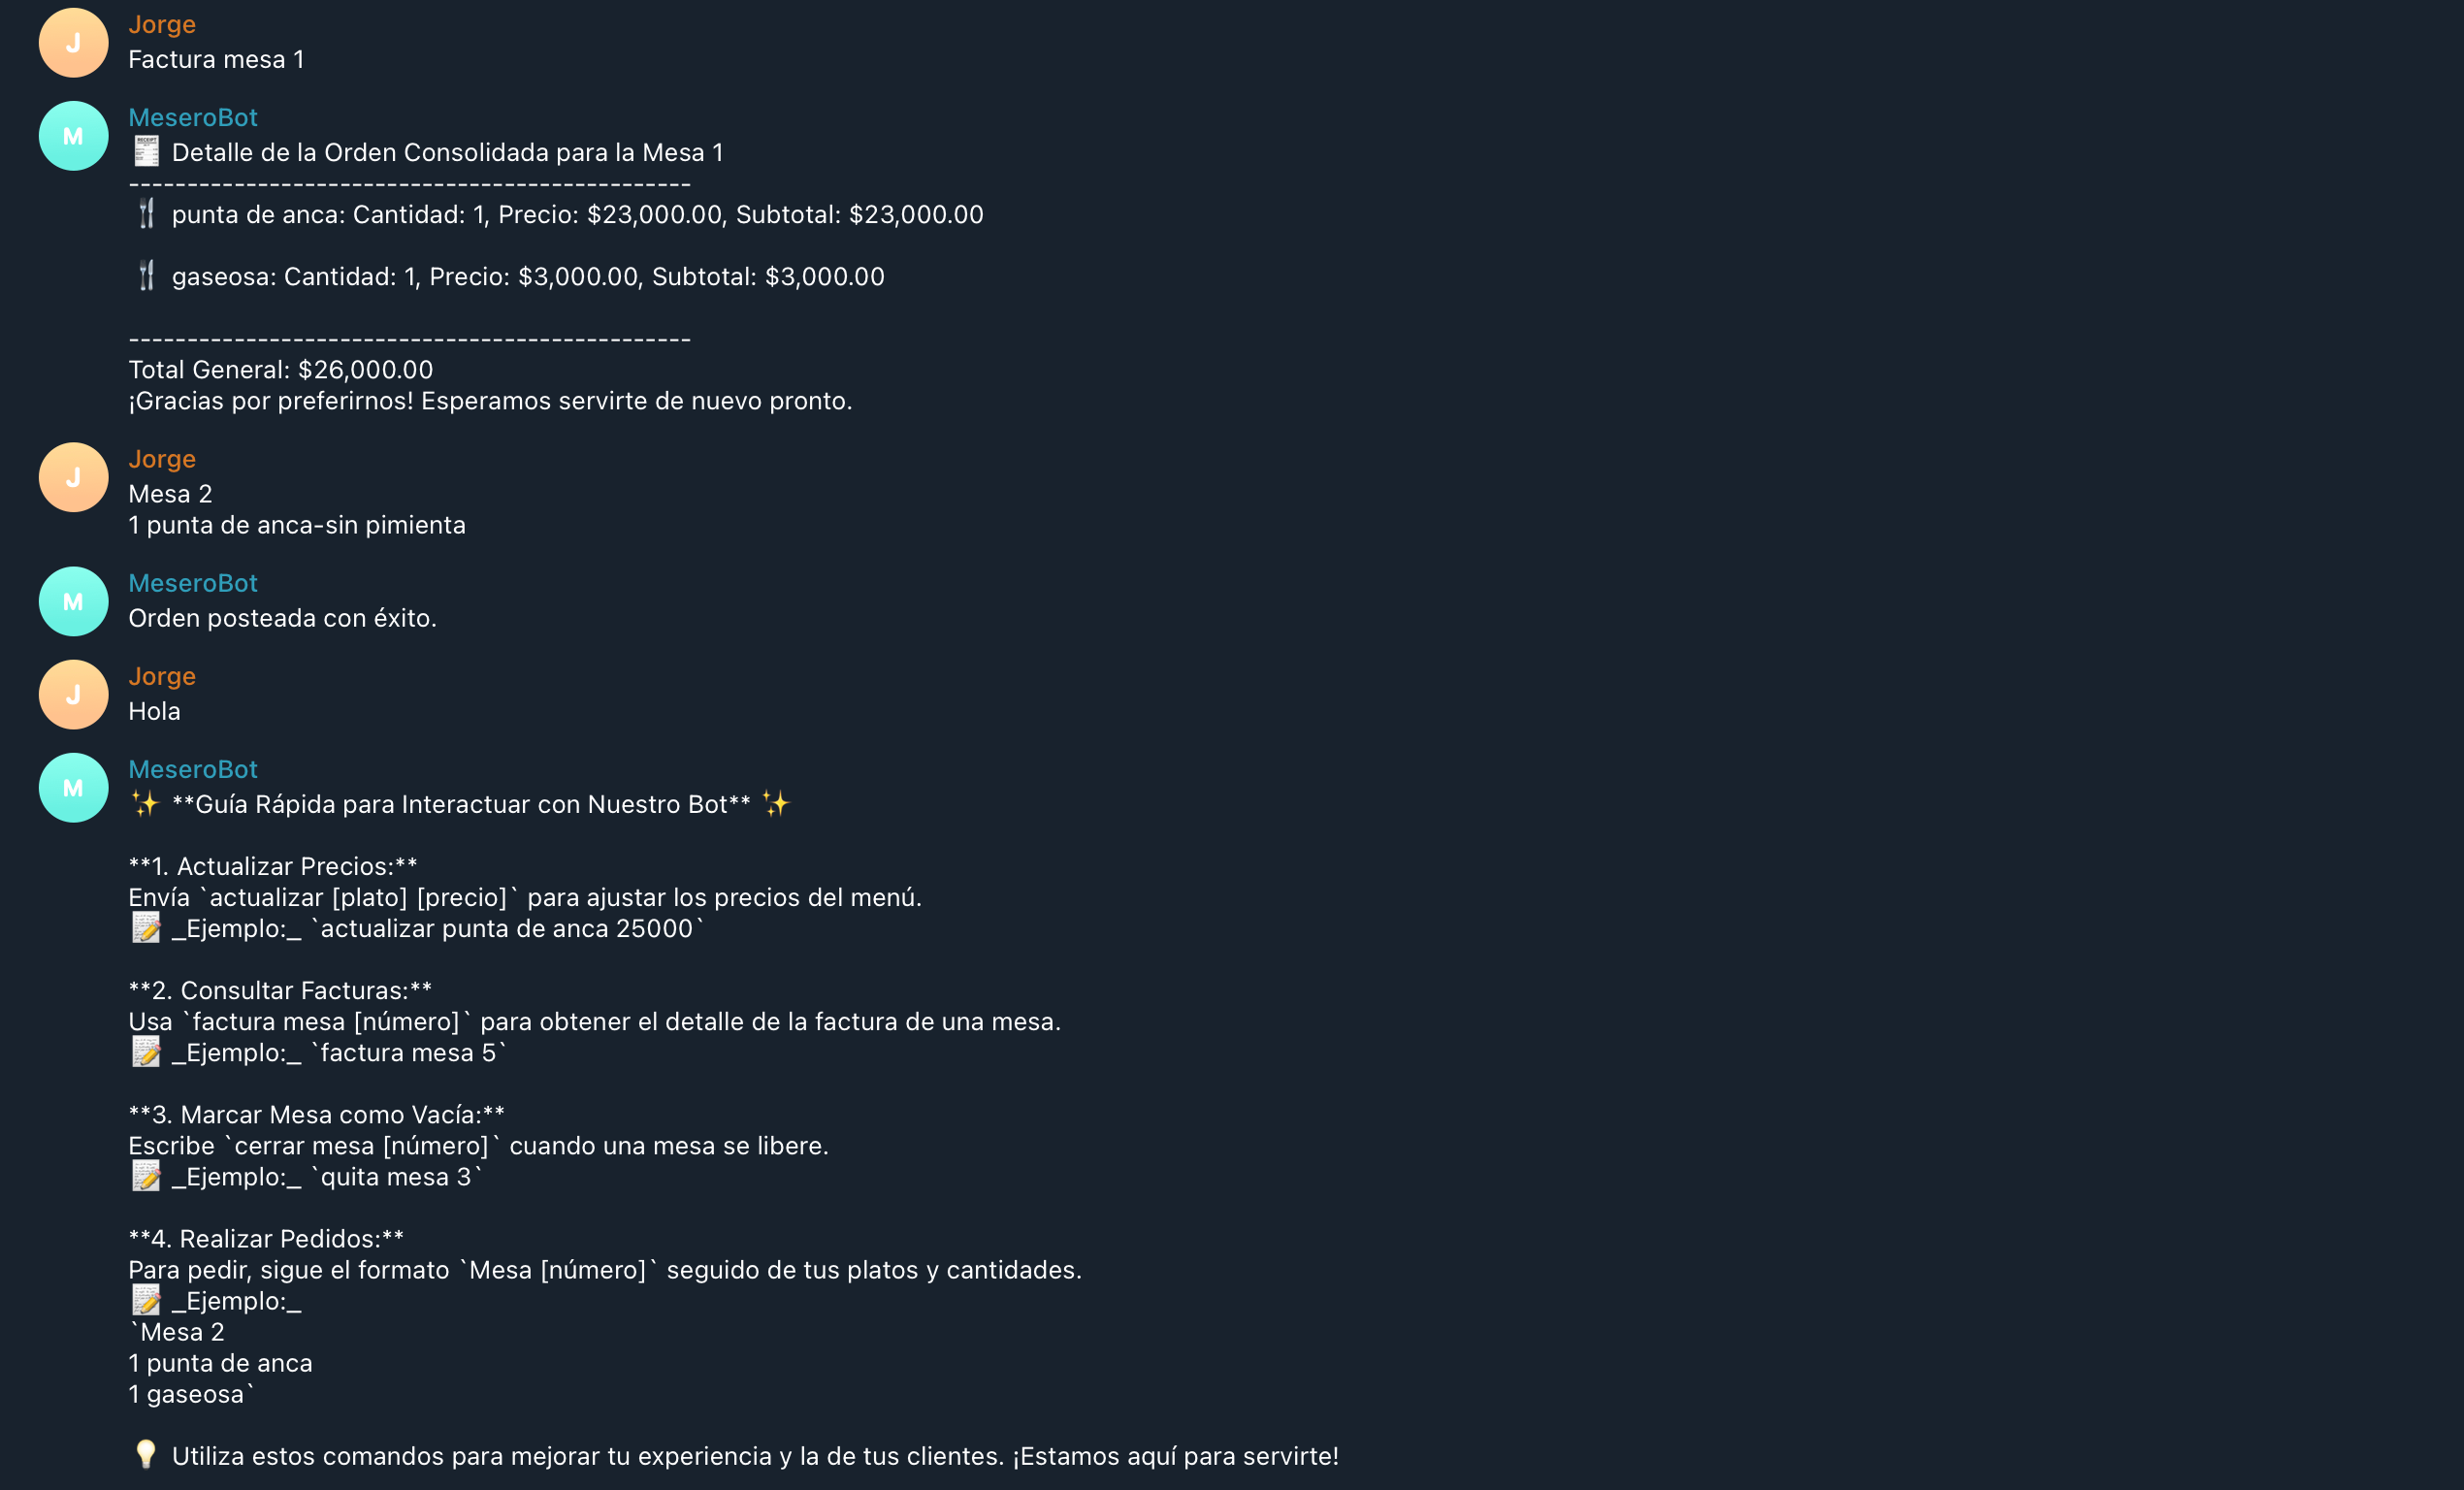 J
Jorge
Factura mesa 1
M
MeseroBot
🧾 Detalle de la Orden Consolidada para la Mesa 1
------------------------------------------------
🍴 punta de anca: Cantidad: 1, Precio: $23,000.00, Subtotal: $23,000.00
🍴 gaseosa: Cantidad: 1, Precio: $3,000.00, Subtotal: $3,000.00
------------------------------------------------
Total General: $26,000.00
¡Gracias por preferirnos! Esperamos servirte de nuevo pronto.
J
Jorge
Mesa 2
1 punta de anca-sin pimienta
M
MeseroBot
Orden posteada con éxito.
J
Jorge
Hola
M
MeseroBot
✨ **Guía Rápida para Interactuar con Nuestro Bot** ✨
**1. Actualizar Precios:**
Envía `actualizar [plato] [precio]` para ajustar los precios del menú.
📝 _Ejemplo:_ `actualizar punta de anca 25000`
**2. Consultar Facturas:**
Usa `factura mesa [número]` para obtener el detalle de la factura de una mesa.
📝 _Ejemplo:_ `factura mesa 5`
**3. Marcar Mesa como Vacía:**
Escribe `cerrar mesa [número]` cuando una mesa se libere.
📝 _Ejemplo:_ `quita mesa 3`
**4. Realizar Pedidos:**
Para pedir, sigue el formato `Mesa [número]` seguido de tus platos y cantidades.
📝 _Ejemplo:_
`Mesa 2
1 punta de anca
1 gaseosa`
💡 Utiliza estos comandos para mejorar tu experiencia y la de tus clientes. ¡Estamos aquí para servirte!